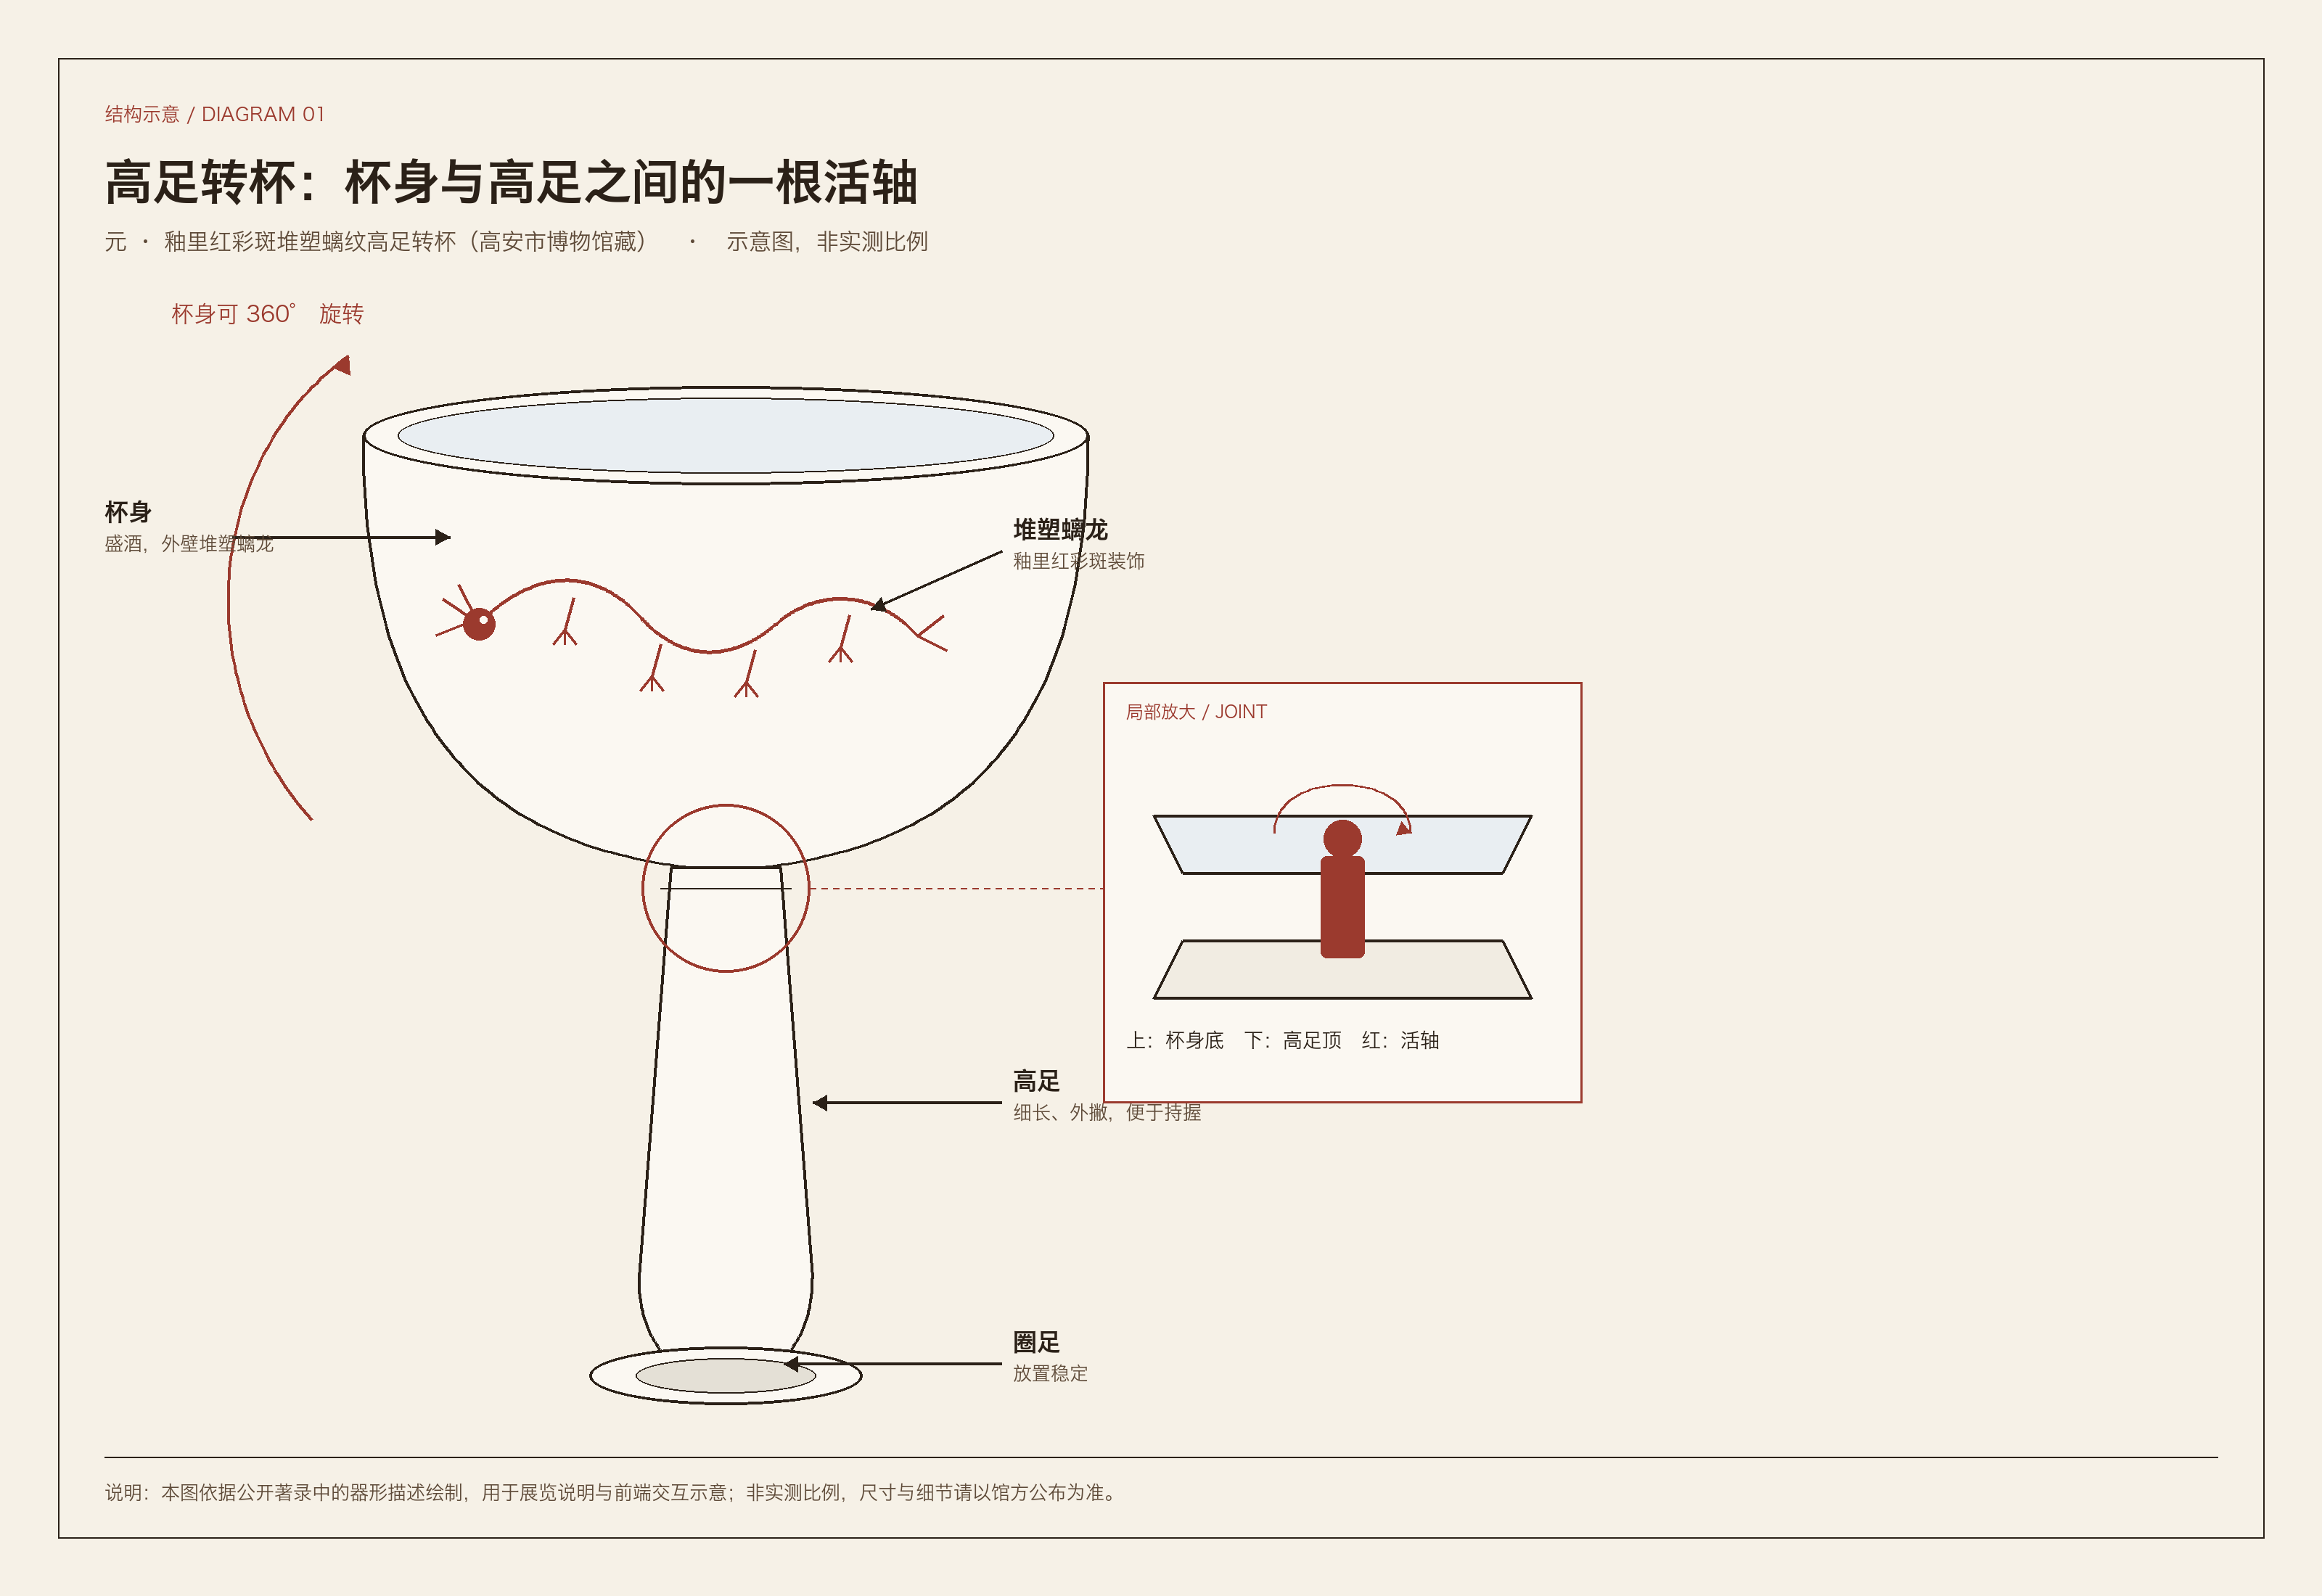 结构示意 / DIAGRAM 01
高足转杯：杯身与高足之间的一根活轴
元 · 釉里红彩斑堆塑螭纹高足转杯（高安市博物馆藏） · 示意图，非实测比例
杯身可 360° 旋转
杯身
盛酒，外壁堆塑螭龙
堆塑螭龙
釉里红彩斑装饰
局部放大 / JOINT
上：杯身底 下：高足顶 红：活轴
高足
细长、外撇，便于持握
圈足
放置稳定
说明：本图依据公开著录中的器形描述绘制，用于展览说明与前端交互示意；非实测比例，尺寸与细节请以馆方公布为准。